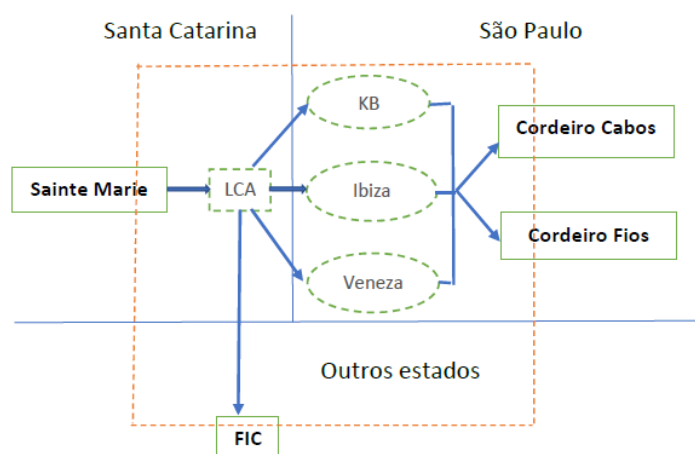 Santa Catarina
São Paulo
KB
Cordeiro Cabos
Sainte Marie
LCA
Ibiza
Cordeiro Fios
Veneza
Outros estados
FIC